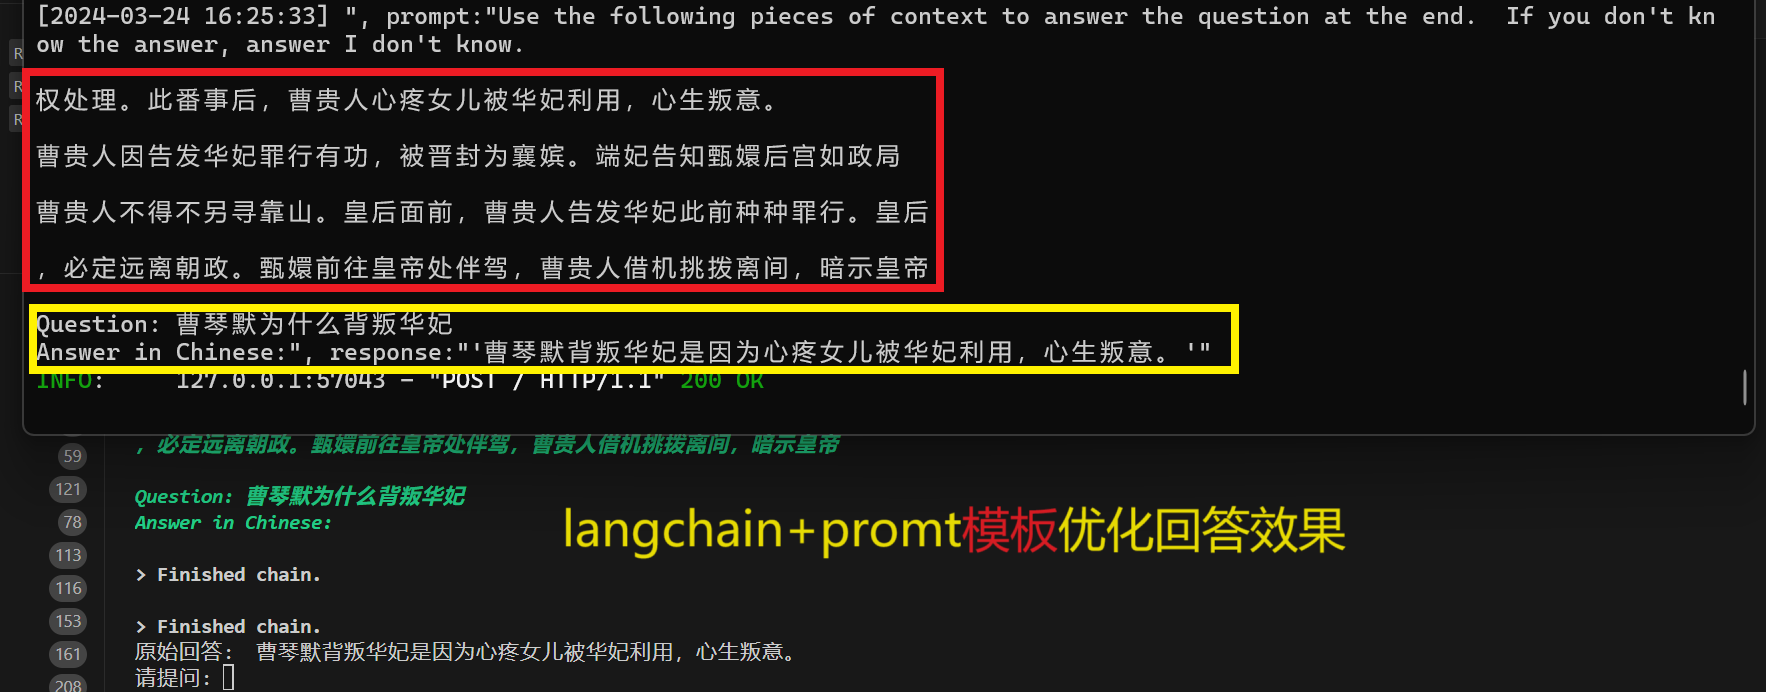 [2024-03-24 16:25:33] ", prompt:"Use the following pieces of context to answer the question at the end.  If you don't kn
ow the answer, answer I don't know.
R
R
R
权处理。此番事后，曹贵人心疼女儿被华妃利用，心生叛意。
曹贵人因告发华妃罪行有功，被晋封为襄嫔。端妃告知甄嬛后宫如政局
曹贵人不得不另寻靠山。皇后面前，曹贵人告发华妃此前种种罪行。皇后
，必定远离朝政。甄嬛前往皇帝处伴驾，曹贵人借机挑拨离间，暗示皇帝
Question: 曹琴默为什么背叛华妃
Answer in Chinese:", response:"'曹琴默背叛华妃是因为心疼女儿被华妃利用，心生叛意。'"
INFO:     127.0.0.1:57043 - "POST / HTTP/1.1" 200 OK
，必定远离朝政。甄嬛前往皇帝处伴驾，曹贵人借机挑拨离间，暗示皇帝
59
121
Question: 曹琴默为什么背叛华妃
78
Answer in Chinese:
langchain+promt模板优化回答效果
113
> Finished chain.
116
153
> Finished chain.
161
原始回答： 曹琴默背叛华妃是因为心疼女儿被华妃利用，心生叛意。
208
请提问：